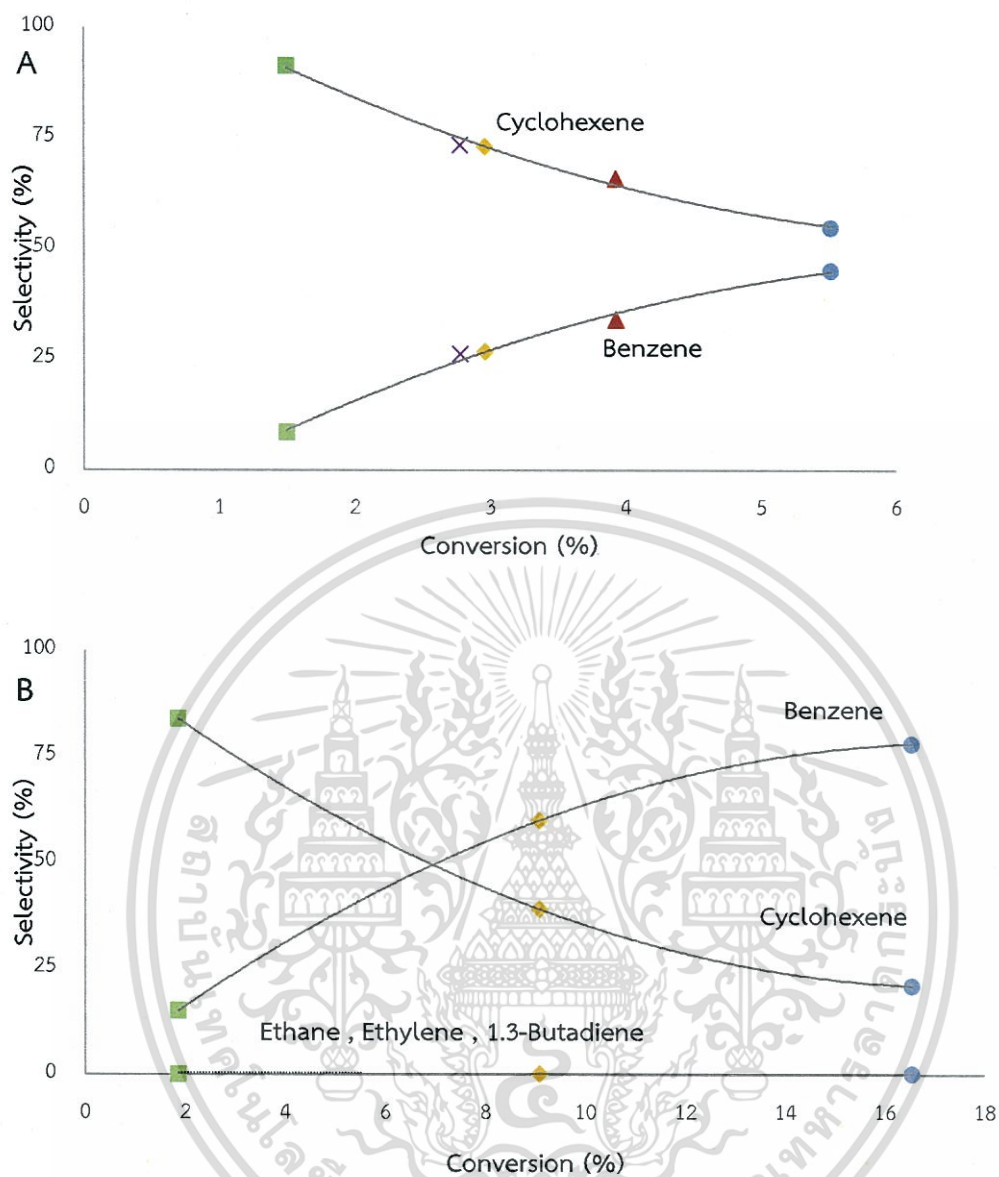 100
A
75
Cyclohexene
50
Selectivity (%)
25
Benzene
0
0 1 2 3 4 5 6
Conversion (%)
100
B
Benzene
75
50
Selectivity (%)
Cyclohexene
25
Ethane , Ethylene , 1.3-Butadiene
0
0 2 4 6 8 10 12 14 16 18
Conversion (%)